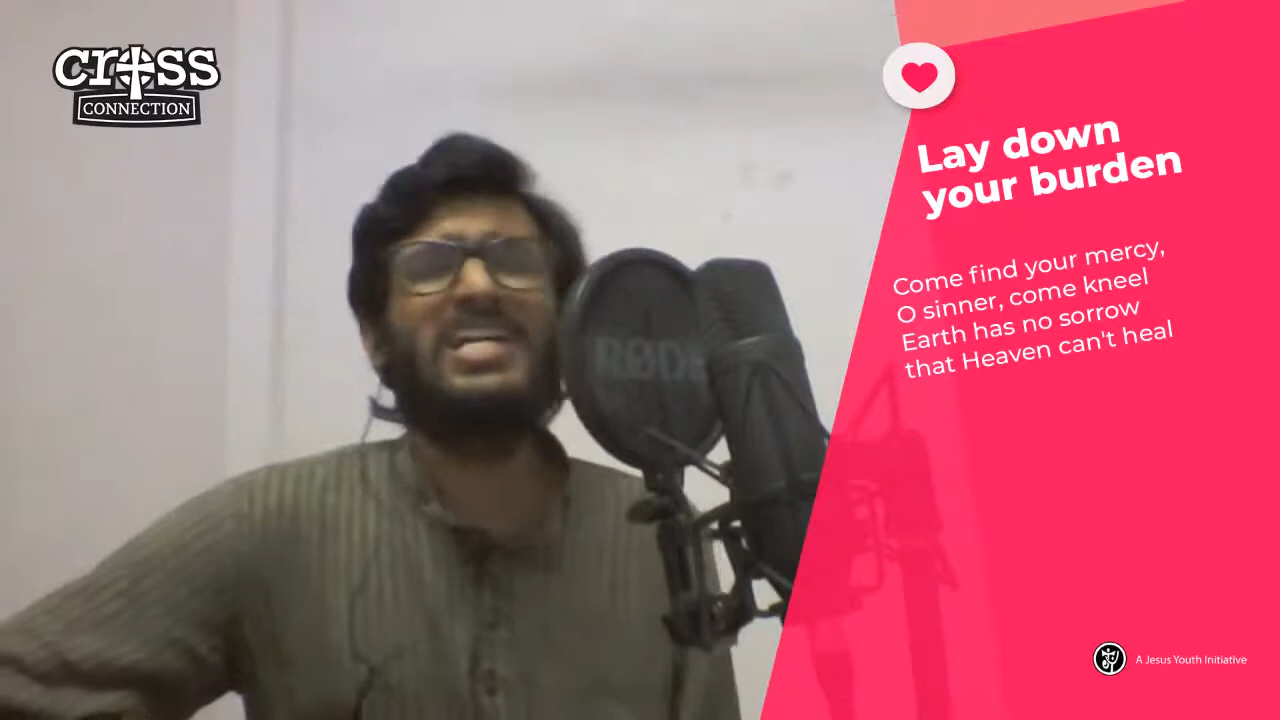 cross
CONNECTION
Lay down
your burden
Come find your mercy,
O sinner, come kneel
Earth has no sorrow
that Heaven can't heal
RØDE
A Jesus Youth Initiative